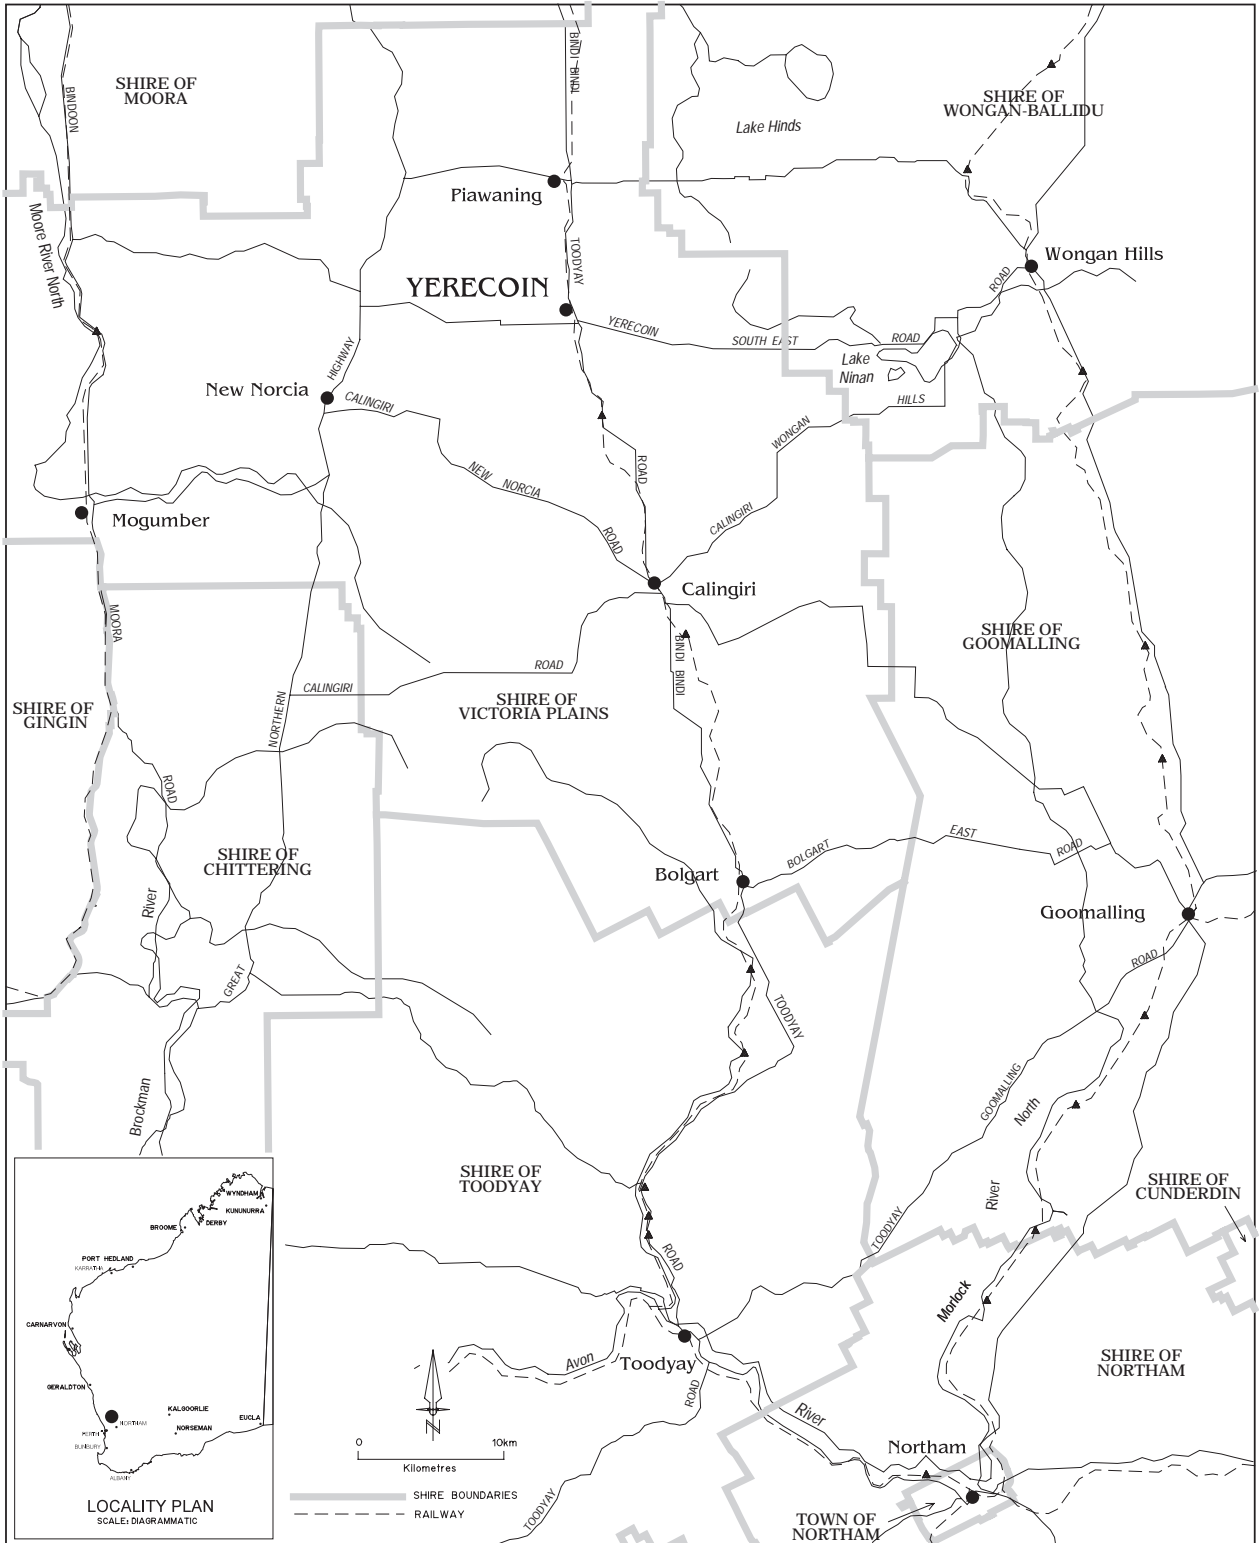 SHIRE OF
MOORA
BINDOON
BINDI BINDI
Lake Hinds
SHIRE OF
WONGAN-BALLIDU
Piawaning
Moore River North
TOODYAY
Wongan Hills
YERECOIN
ROAD
YERECOIN
SOUTH EAST
ROAD
HIGHWAY
Lake
Ninan
New Norcia
CALINGIRI
HILLS
WONGAN
NEW NORCIA
ROAD
CALINGIRI
ROAD
Mogumber
Calingiri
MOORA
BINDI BINDI
SHIRE OF
GOOMALLING
ROAD
CALINGIRI
SHIRE OF
VICTORIA PLAINS
SHIRE OF
GINGIN
NORTHERN
ROAD
SHIRE OF
CHITTERING
BOLGART
EAST
ROAD
Bolgart
River
Goomalling
ROAD
GREAT
TOODYAY
GOOMALLING
North
Brockman
SHIRE OF
TOODYAY
River
SHIRE OF
CUNDERDIN
TOODYAY
ROAD
Morlock
WYNDHAM
KUNUNURRA
DERBY
BROOME
PORT HEDLAND
KARRATHA
CARNARVON
GERALDTON
KALGOORLIE
NORTHAM
NORSEMAN
EUCLA
PERTH
BUNBURY
ALBANY
LOCALITY PLAN
SCALE: DIAGRAMMATIC
Avon
Toodyay
ROAD
SHIRE OF
NORTHAM
River
Northam
N
0 10km
Kilometres
SHIRE BOUNDARIES
RAILWAY
TOODYAY
TOWN OF
NORTHAM